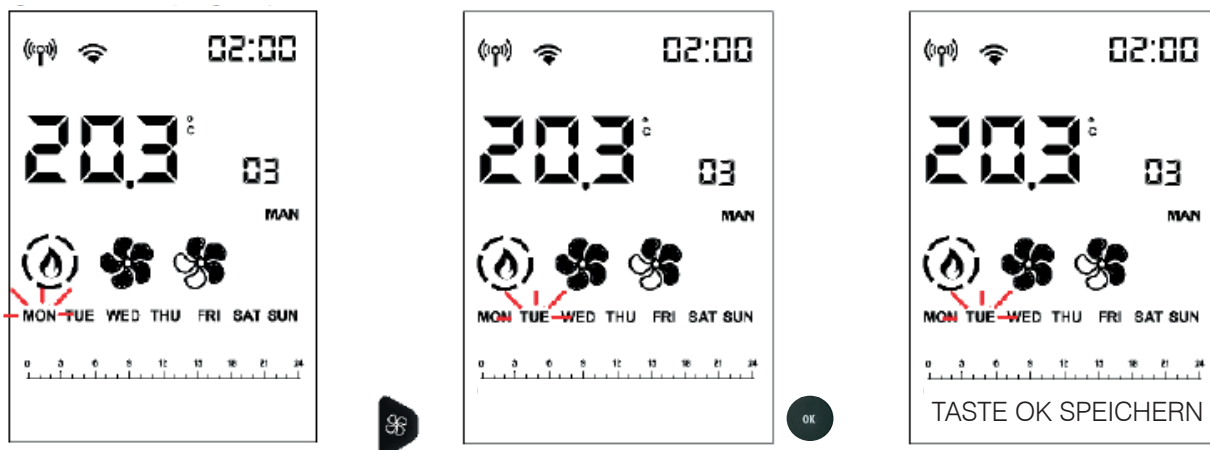 02:00
20.3 °C
03
MAN
MON TUE WED THU FRI SAT SUN
0 3 6 9 12 15 18 21 24
02:00
20.3 °C
03
MAN
MON TUE WED THU FRI SAT SUN
0 3 6 9 12 15 18 21 24
OK
02:00
20.3 °C
03
MAN
MON TUE WED THU FRI SAT SUN
0 3 6 9 12 15 18 21 24
TASTE OK SPEICHERN